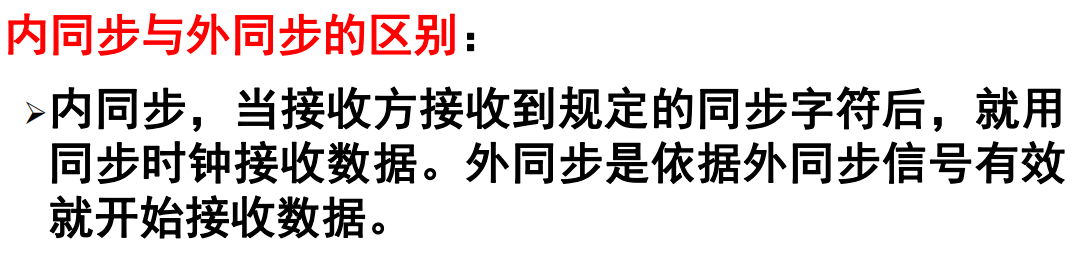 内同步与外同步的区别：
➢内同步，当接收方接收到规定的同步字符后，就用
同步时钟接收数据。外同步是依据外同步信号有效
就开始接收数据。